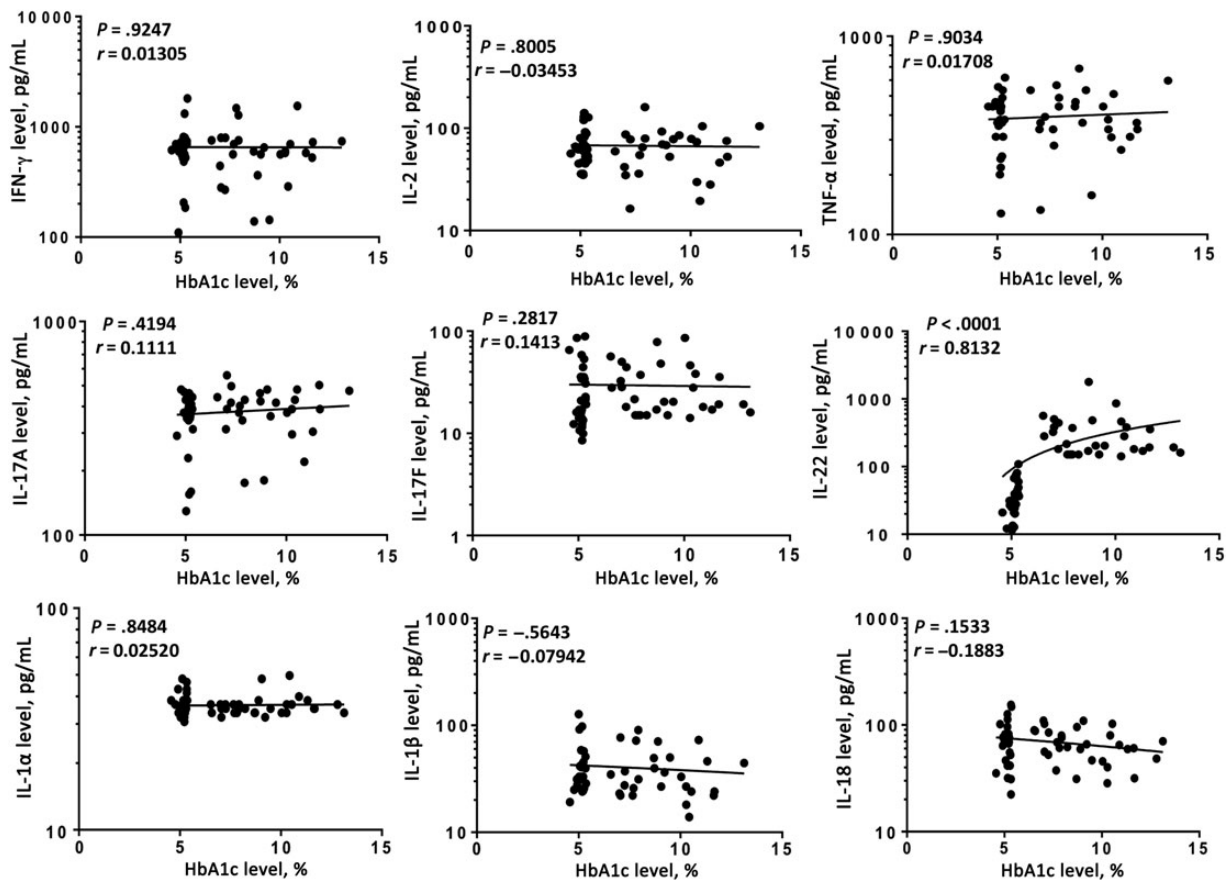 10 000
P = .9247
r = 0.01305
1000
100
IFN-γ level, pg/mL
0
5
10
15
HbA1c level, %
1000
P = .8005
r = −0.03453
100
10
IL-2 level, pg/mL
0
5
10
15
HbA1c level, %
P = .9034
r = 0.01708
1000
100
TNF-α level, pg/mL
0
5
10
15
HbA1c level, %
P = .4194
r = 0.1111
1000
100
IL-17A level, pg/mL
0
5
10
15
HbA1c level, %
P = .2817
r = 0.1413
100
10
1
IL-17F level, pg/mL
0
5
10
15
HbA1c level, %
P < .0001
r = 0.8132
10 000
1000
100
10
IL-22 level, pg/mL
0
5
10
15
HbA1c level, %
100
P = .8484
r = 0.02520
10
IL-1α level, pg/mL
0
5
10
15
HbA1c level, %
1000
P = −.5643
r = −0.07942
100
10
IL-1β level, pg/mL
0
5
10
15
HbA1c level, %
1000
P = .1533
r = −0.1883
100
10
IL-18 level, pg/mL
0
5
10
15
HbA1c level, %